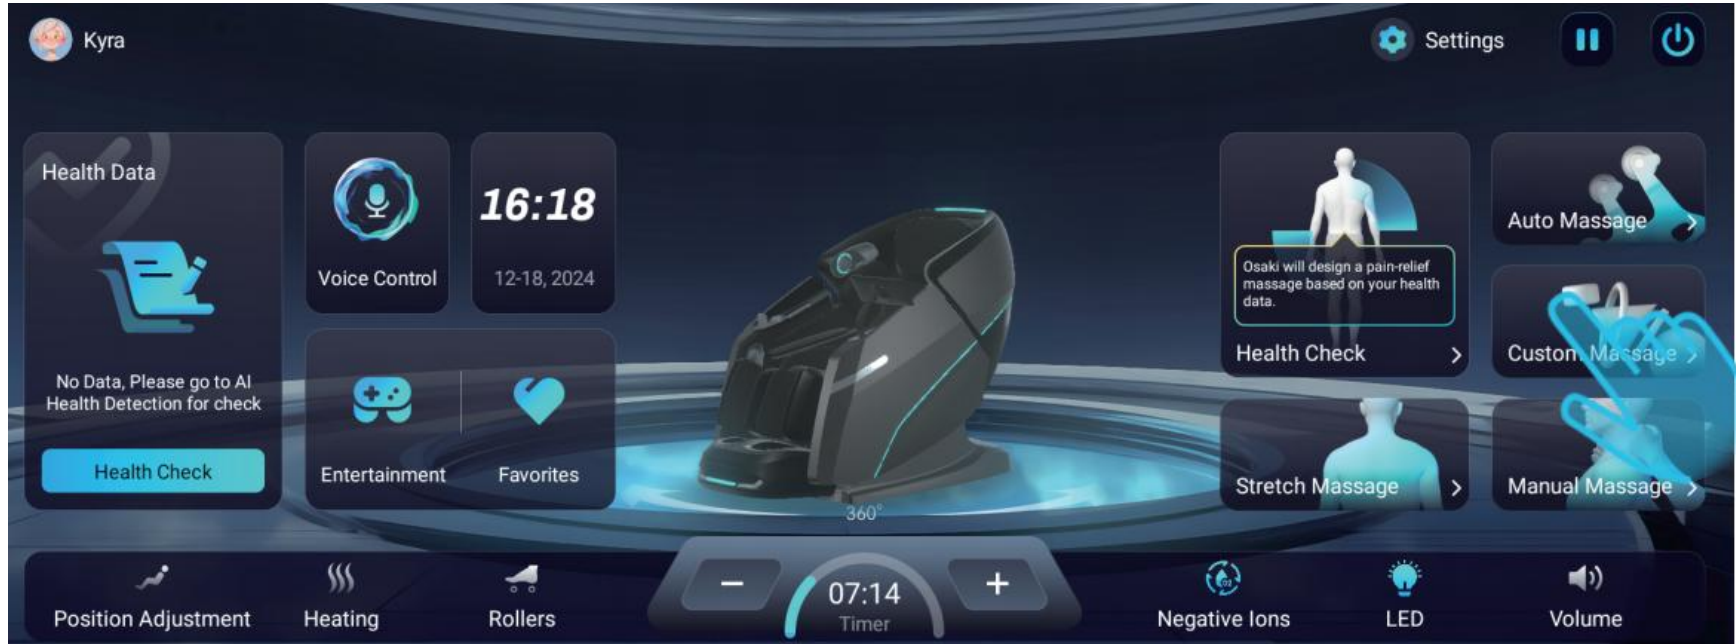 Kyra
Settings
Health Data
No Data, Please go to AI
Health Detection for check
Health Check
Voice Control
16:18
12-18, 2024
Entertainment
Favorites
360°
Osaki will design a pain-relief
massage based on your health
data.
Health Check
Auto Massage
Custom Massage
Stretch Massage
Manual Massage
Position Adjustment
Heating
Rollers
−
07:14
Timer
+
Negative Ions
LED
Volume